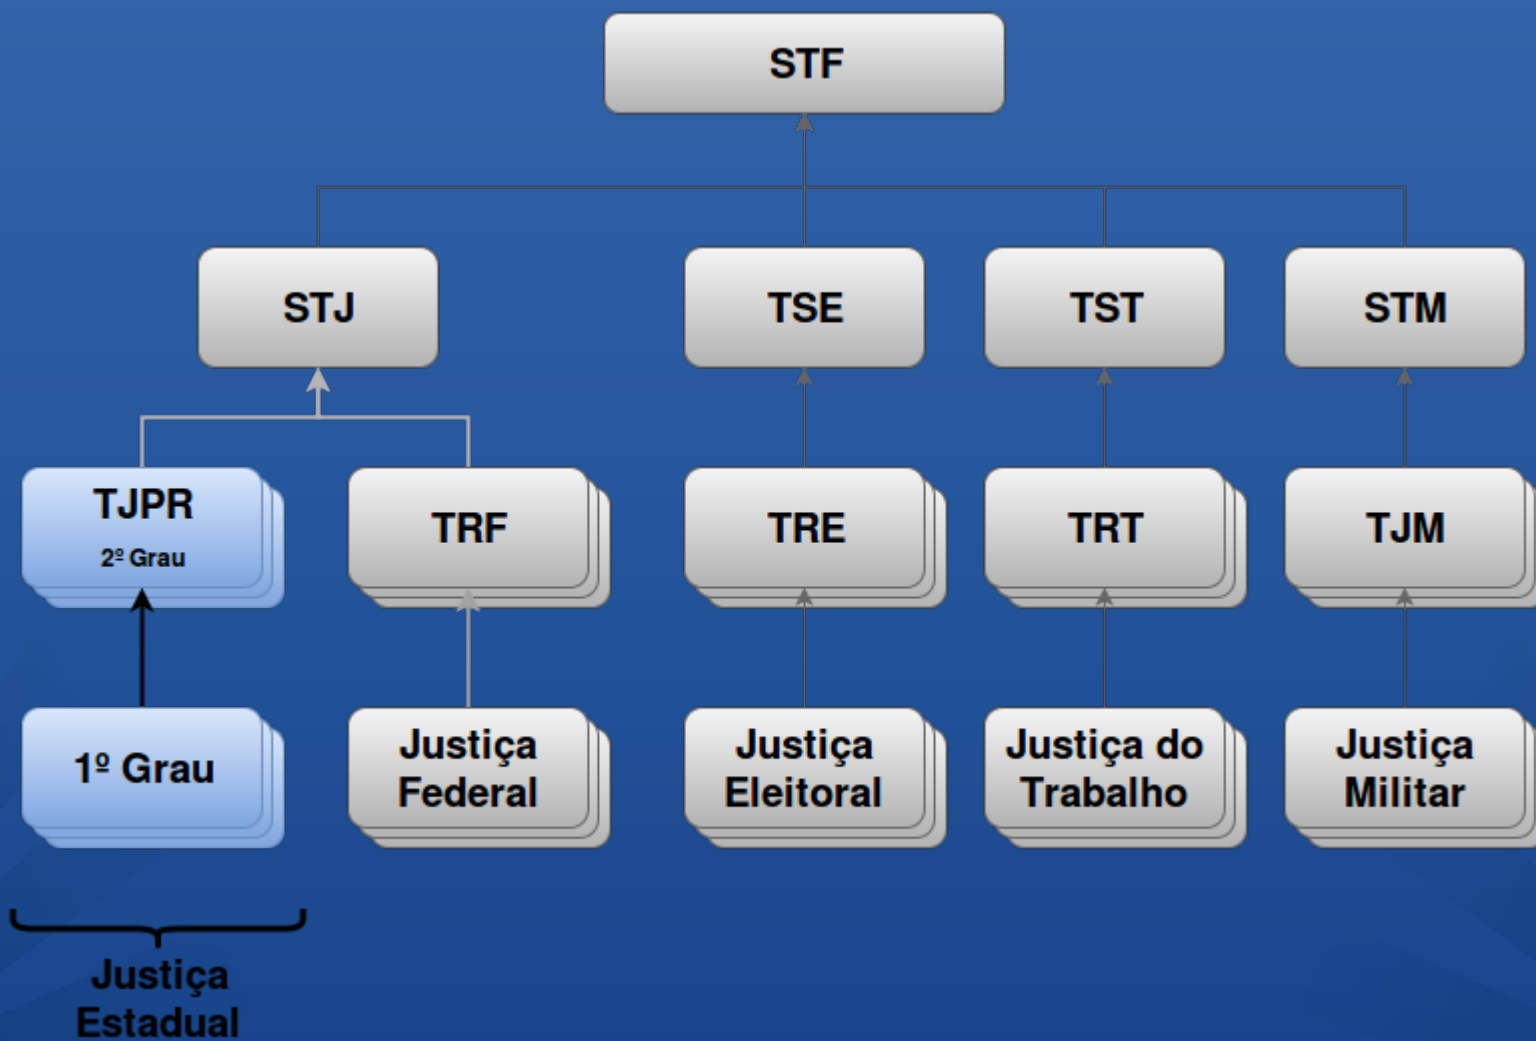 STF
STJ
TSE
TST
STM
TJPR
2º Grau
TRF
TRE
TRT
TJM
1º Grau
Justiça
Federal
Justiça
Eleitoral
Justiça do
Trabalho
Justiça
Militar
Justiça
Estadual